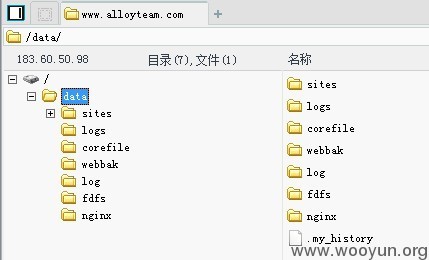 www.alloyteam.com
/data/
183.60.50.98 目录(7),文件(1) 名称
/
data
sites
logs
corefile
webbak
log
fdfs
nginx
sites
logs
corefile
webbak
log
fdfs
nginx
.my_history
www.wooyun.org